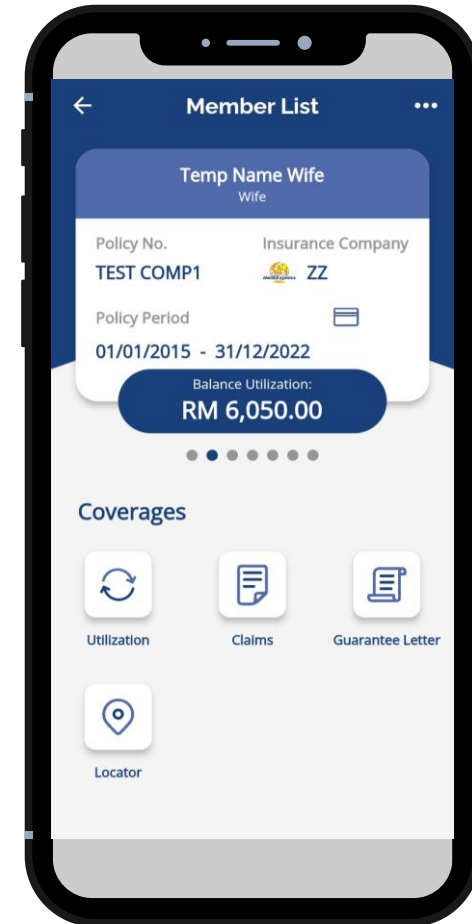 Member List
Temp Name Wife
Wife
Policy No. Insurance Company
TEST COMP1 ZZ
Policy Period
01/01/2015 - 31/12/2022
Balance Utilization:
RM 6,050.00
Coverages
Utilization Claims Guarantee Letter
Locator